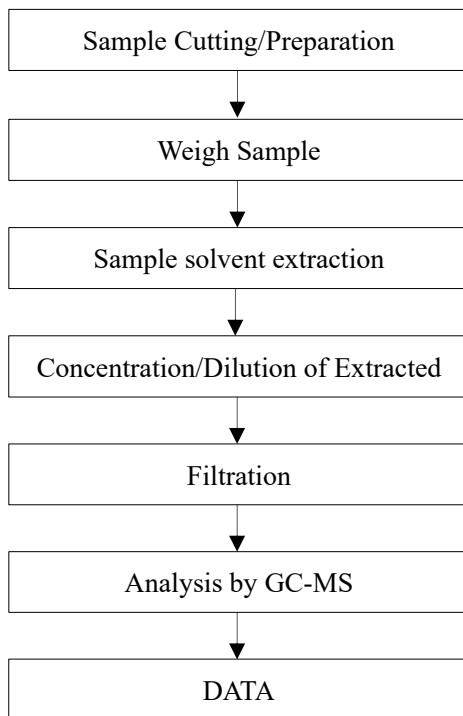 Sample Cutting/Preparation
Weigh Sample
Sample solvent extraction
Concentration/Dilution of Extracted
Filtration
Analysis by GC-MS
DATA